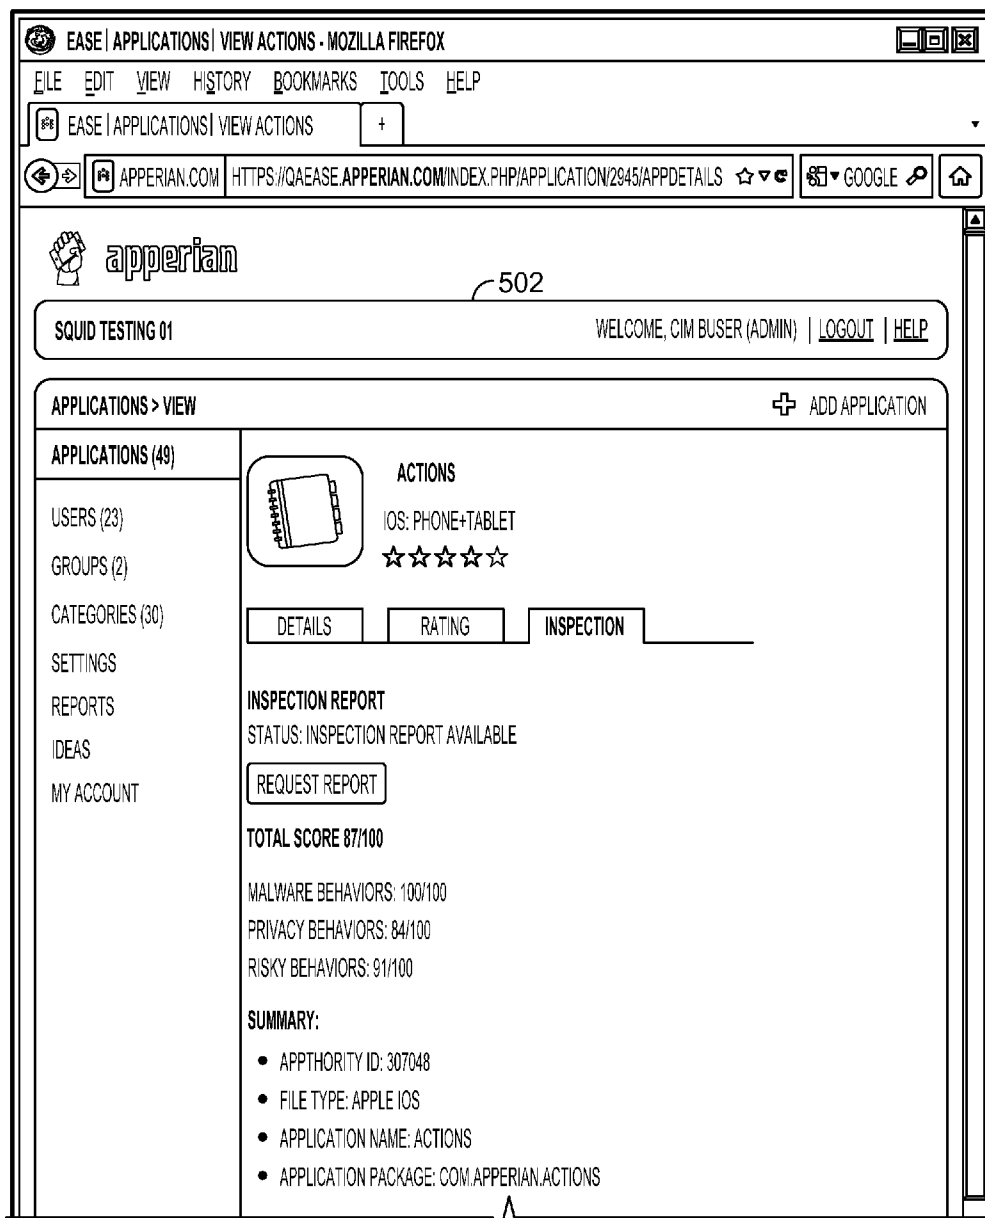 EASE | APPLICATIONS | VIEW ACTIONS - MOZILLA FIREFOX
FILE EDIT VIEW HISTORY BOOKMARKS TOOLS HELP
EASE | APPLICATIONS | VIEW ACTIONS +
APPERIAN.COM HTTPS://QAEASE.APPERIAN.COM/INDEX.PHP/APPLICATION/2945/APPDETAILS GOOGLE
apperian
502
SQUID TESTING 01 WELCOME, CIM BUSER (ADMIN) | LOGOUT | HELP
APPLICATIONS > VIEW ADD APPLICATION
APPLICATIONS (49)
USERS (23)
GROUPS (2)
CATEGORIES (30)
SETTINGS
REPORTS
IDEAS
MY ACCOUNT
ACTIONS
IOS: PHONE+TABLET
DETAILS RATING INSPECTION
INSPECTION REPORT
STATUS: INSPECTION REPORT AVAILABLE
REQUEST REPORT
TOTAL SCORE 87/100
MALWARE BEHAVIORS: 100/100
PRIVACY BEHAVIORS: 84/100
RISKY BEHAVIORS: 91/100
SUMMARY:
• APPTHORITY ID: 307048
• FILE TYPE: APPLE IOS
• APPLICATION NAME: ACTIONS
• APPLICATION PACKAGE: COM.APPERIAN.ACTIONS